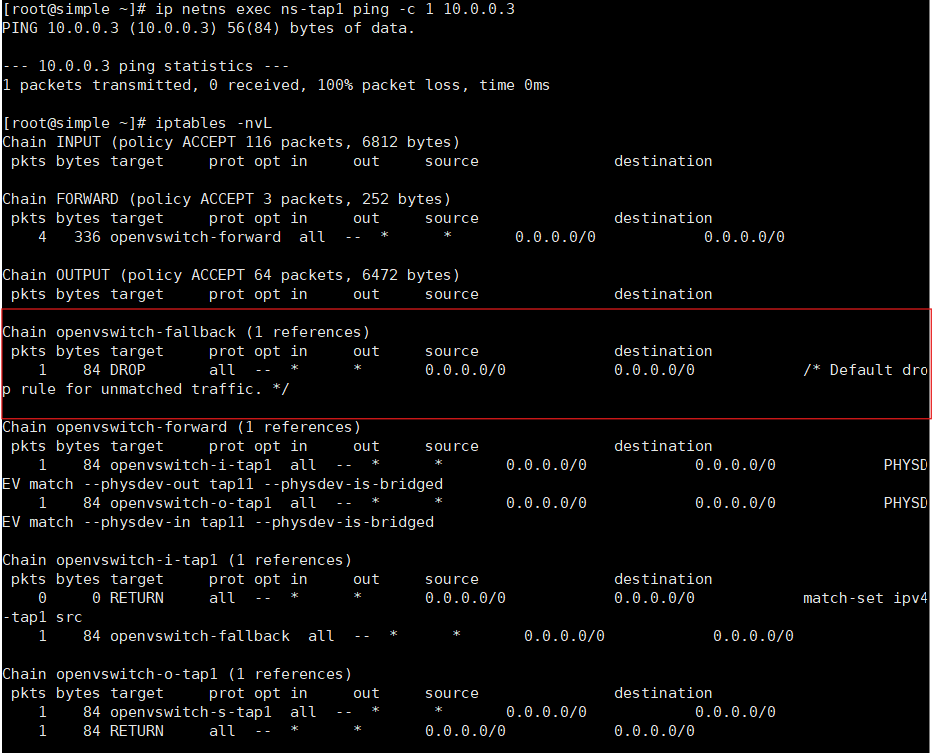 [root@simple ~]# ip netns exec ns-tap1 ping -c 1 10.0.0.3
PING 10.0.0.3 (10.0.0.3) 56(84) bytes of data.
--- 10.0.0.3 ping statistics ---
1 packets transmitted, 0 received, 100% packet loss, time 0ms
[root@simple ~]# iptables -nvL
Chain INPUT (policy ACCEPT 116 packets, 6812 bytes)
pkts bytes target prot opt in out source destination
Chain FORWARD (policy ACCEPT 3 packets, 252 bytes)
pkts bytes target prot opt in out source destination
4 336 openvswitch-forward all -- * * 0.0.0.0/0 0.0.0.0/0
Chain OUTPUT (policy ACCEPT 64 packets, 6472 bytes)
pkts bytes target prot opt in out source destination
Chain openvswitch-fallback (1 references)
pkts bytes target prot opt in out source destination
1 84 DROP all -- * * 0.0.0.0/0 0.0.0.0/0 /* Default dro
p rule for unmatched traffic. */
Chain openvswitch-forward (1 references)
pkts bytes target prot opt in out source destination
1 84 openvswitch-i-tap1 all -- * * 0.0.0.0/0 0.0.0.0/0 PHYSD
EV match --physdev-out tap11 --physdev-is-bridged
1 84 openvswitch-o-tap1 all -- * * 0.0.0.0/0 0.0.0.0/0 PHYSD
EV match --physdev-in tap11 --physdev-is-bridged
Chain openvswitch-i-tap1 (1 references)
pkts bytes target prot opt in out source destination
0 0 RETURN all -- * * 0.0.0.0/0 0.0.0.0/0 match-set ipv4
-tap1 src
1 84 openvswitch-fallback all -- * * 0.0.0.0/0 0.0.0.0/0
Chain openvswitch-o-tap1 (1 references)
pkts bytes target prot opt in out source destination
1 84 openvswitch-s-tap1 all -- * * 0.0.0.0/0 0.0.0.0/0
1 84 RETURN all -- * * 0.0.0.0/0 0.0.0.0/0